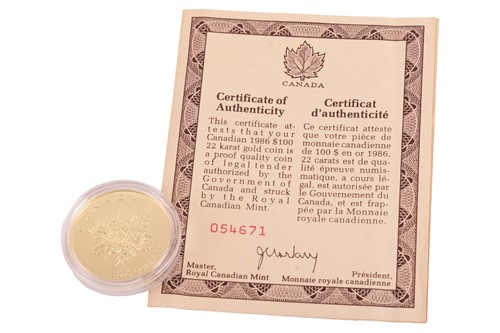 CANADA
Certificate of
Authenticity
This certificate at-
tests that your
Canadian 1986 $100
22 karat gold coin is
a proof quality coin
of legal tender
authorized by the
Government of
Canada and struck
by the Royal
Canadian Mint.
054671
Certificat
d'authenticité
Ce certificat atteste
que votre pièce de
monnaie canadienne
de 100 $ en or 1986,
22 carats est de qua-
lité épreuve numis-
matique, a cours lé-
gal, est autorisée par
le Gouvernement du
Canada, et est frap-
pée par la Monnaie
royale canadienne.
Master,
Royal Canadian Mint
Président,
Monnaie royale canadienne